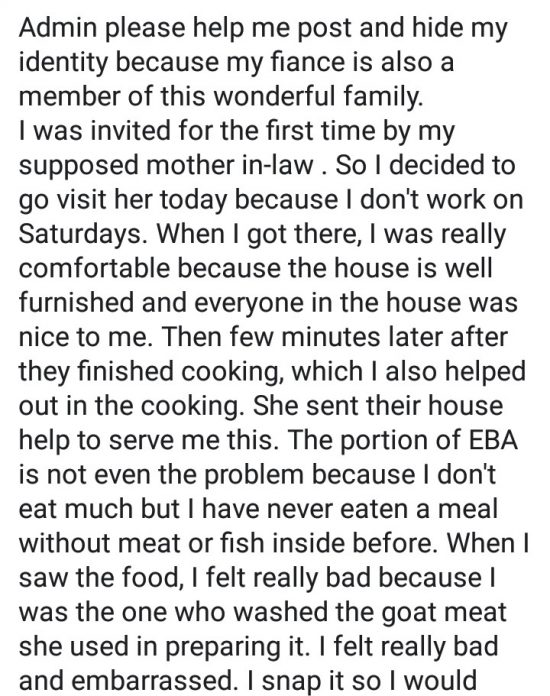 Admin please help me post and hide my
identity because my fiance is also a
member of this wonderful family.
I was invited for the first time by my
supposed mother in-law . So I decided to
go visit her today because I don't work on
Saturdays. When I got there, I was really
comfortable because the house is well
furnished and everyone in the house was
nice to me. Then few minutes later after
they finished cooking, which I also helped
out in the cooking. She sent their house
help to serve me this. The portion of EBA
is not even the problem because I don't
eat much but I have never eaten a meal
without meat or fish inside before. When I
saw the food, I felt really bad because I
was the one who washed the goat meat
she used in preparing it. I felt really bad
and embarrassed. I snap it so I would